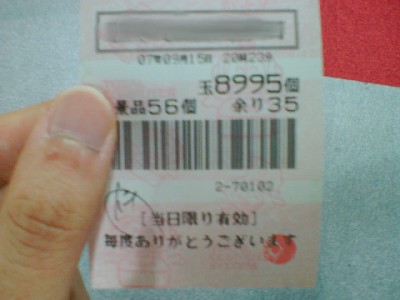 07年09月15日 20時23分
玉8995個
景品56個 余り35
2-70102
[当日限り有効]
毎度ありがとうございます